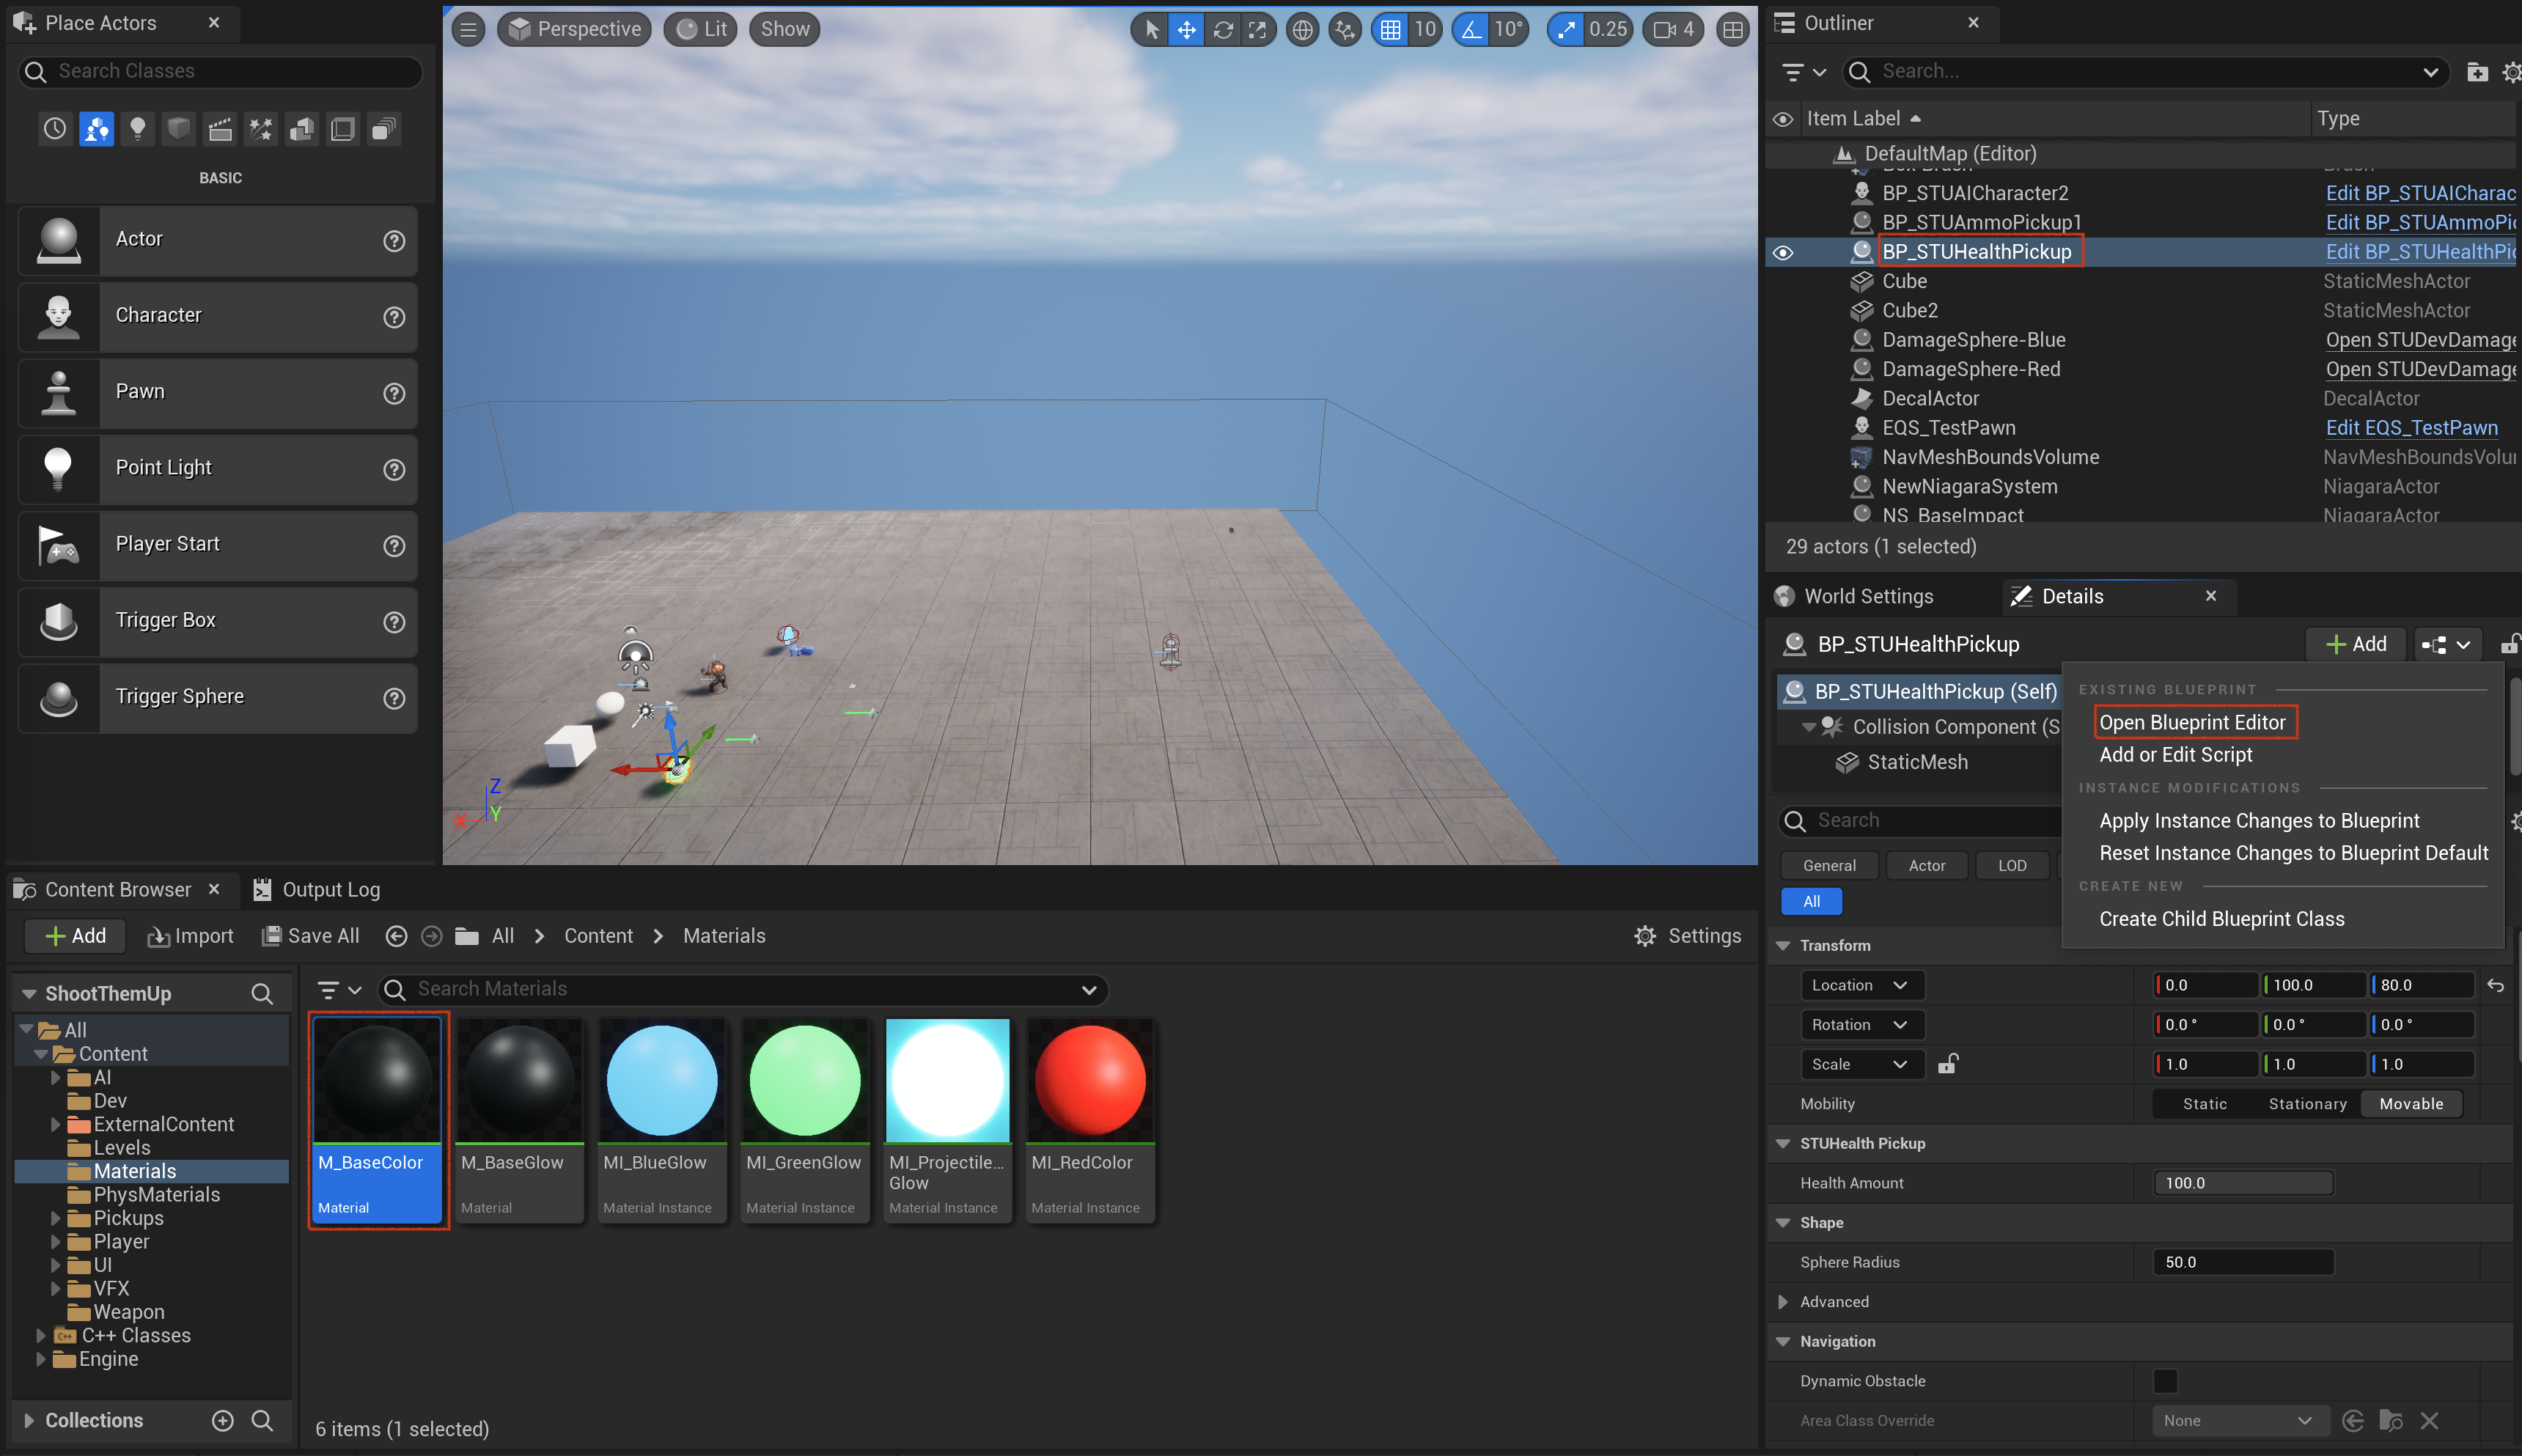 Place Actors
Search Classes
BASIC
Actor
Character
Pawn
Point Light
Player Start
Trigger Box
Trigger Sphere
Perspective
Lit
Show
10
10°
0.25
4
Z
Y
X
Outliner
Search...
Item Label
Type
DefaultMap (Editor)
BP_STUAICharacter2
Edit BP_STUAICharac
BP_STUAmmoPickup1
Edit BP_STUAmmoPic
BP_STUHealthPickup
Edit BP_STUHealthPic
Cube
StaticMeshActor
Cube2
StaticMeshActor
DamageSphere-Blue
Open STUDevDamage
DamageSphere-Red
Open STUDevDamage
DecalActor
DecalActor
EQS_TestPawn
Edit EQS_TestPawn
NavMeshBoundsVolume
NavMeshBoundsVolu
NewNiagaraSystem
NiagaraActor
NS_BaseImpact
NiagaraActor
29 actors (1 selected)
World Settings
Details
BP_STUHealthPickup
Add
BP_STUHealthPickup (Self)
Collision Component (S
StaticMesh
EXISTING BLUEPRINT
Open Blueprint Editor
Add or Edit Script
INSTANCE MODIFICATIONS
Apply Instance Changes to Blueprint
Reset Instance Changes to Blueprint Default
CREATE NEW
Create Child Blueprint Class
Search
General
Actor
LOD
All
Transform
Location
0.0
100.0
80.0
Rotation
0.0 °
0.0 °
0.0 °
Scale
1.0
1.0
1.0
Mobility
Static
Stationary
Movable
STUHealth Pickup
Health Amount
100.0
Shape
Sphere Radius
50.0
Advanced
Navigation
Dynamic Obstacle
Area Class Override
None
Content Browser
Output Log
Add
Import
Save All
All
Content
Materials
Settings
ShootThemUp
All
Content
AI
Dev
ExternalContent
Levels
Materials
PhysMaterials
Pickups
Player
UI
VFX
Weapon
C++
C++ Classes
Engine
Collections
Search Materials
M_BaseColor
Material
M_BaseGlow
Material
MI_BlueGlow
Material Instance
MI_GreenGlow
Material Instance
MI_Projectile...
Glow
Material Instance
MI_RedColor
Material Instance
6 items (1 selected)